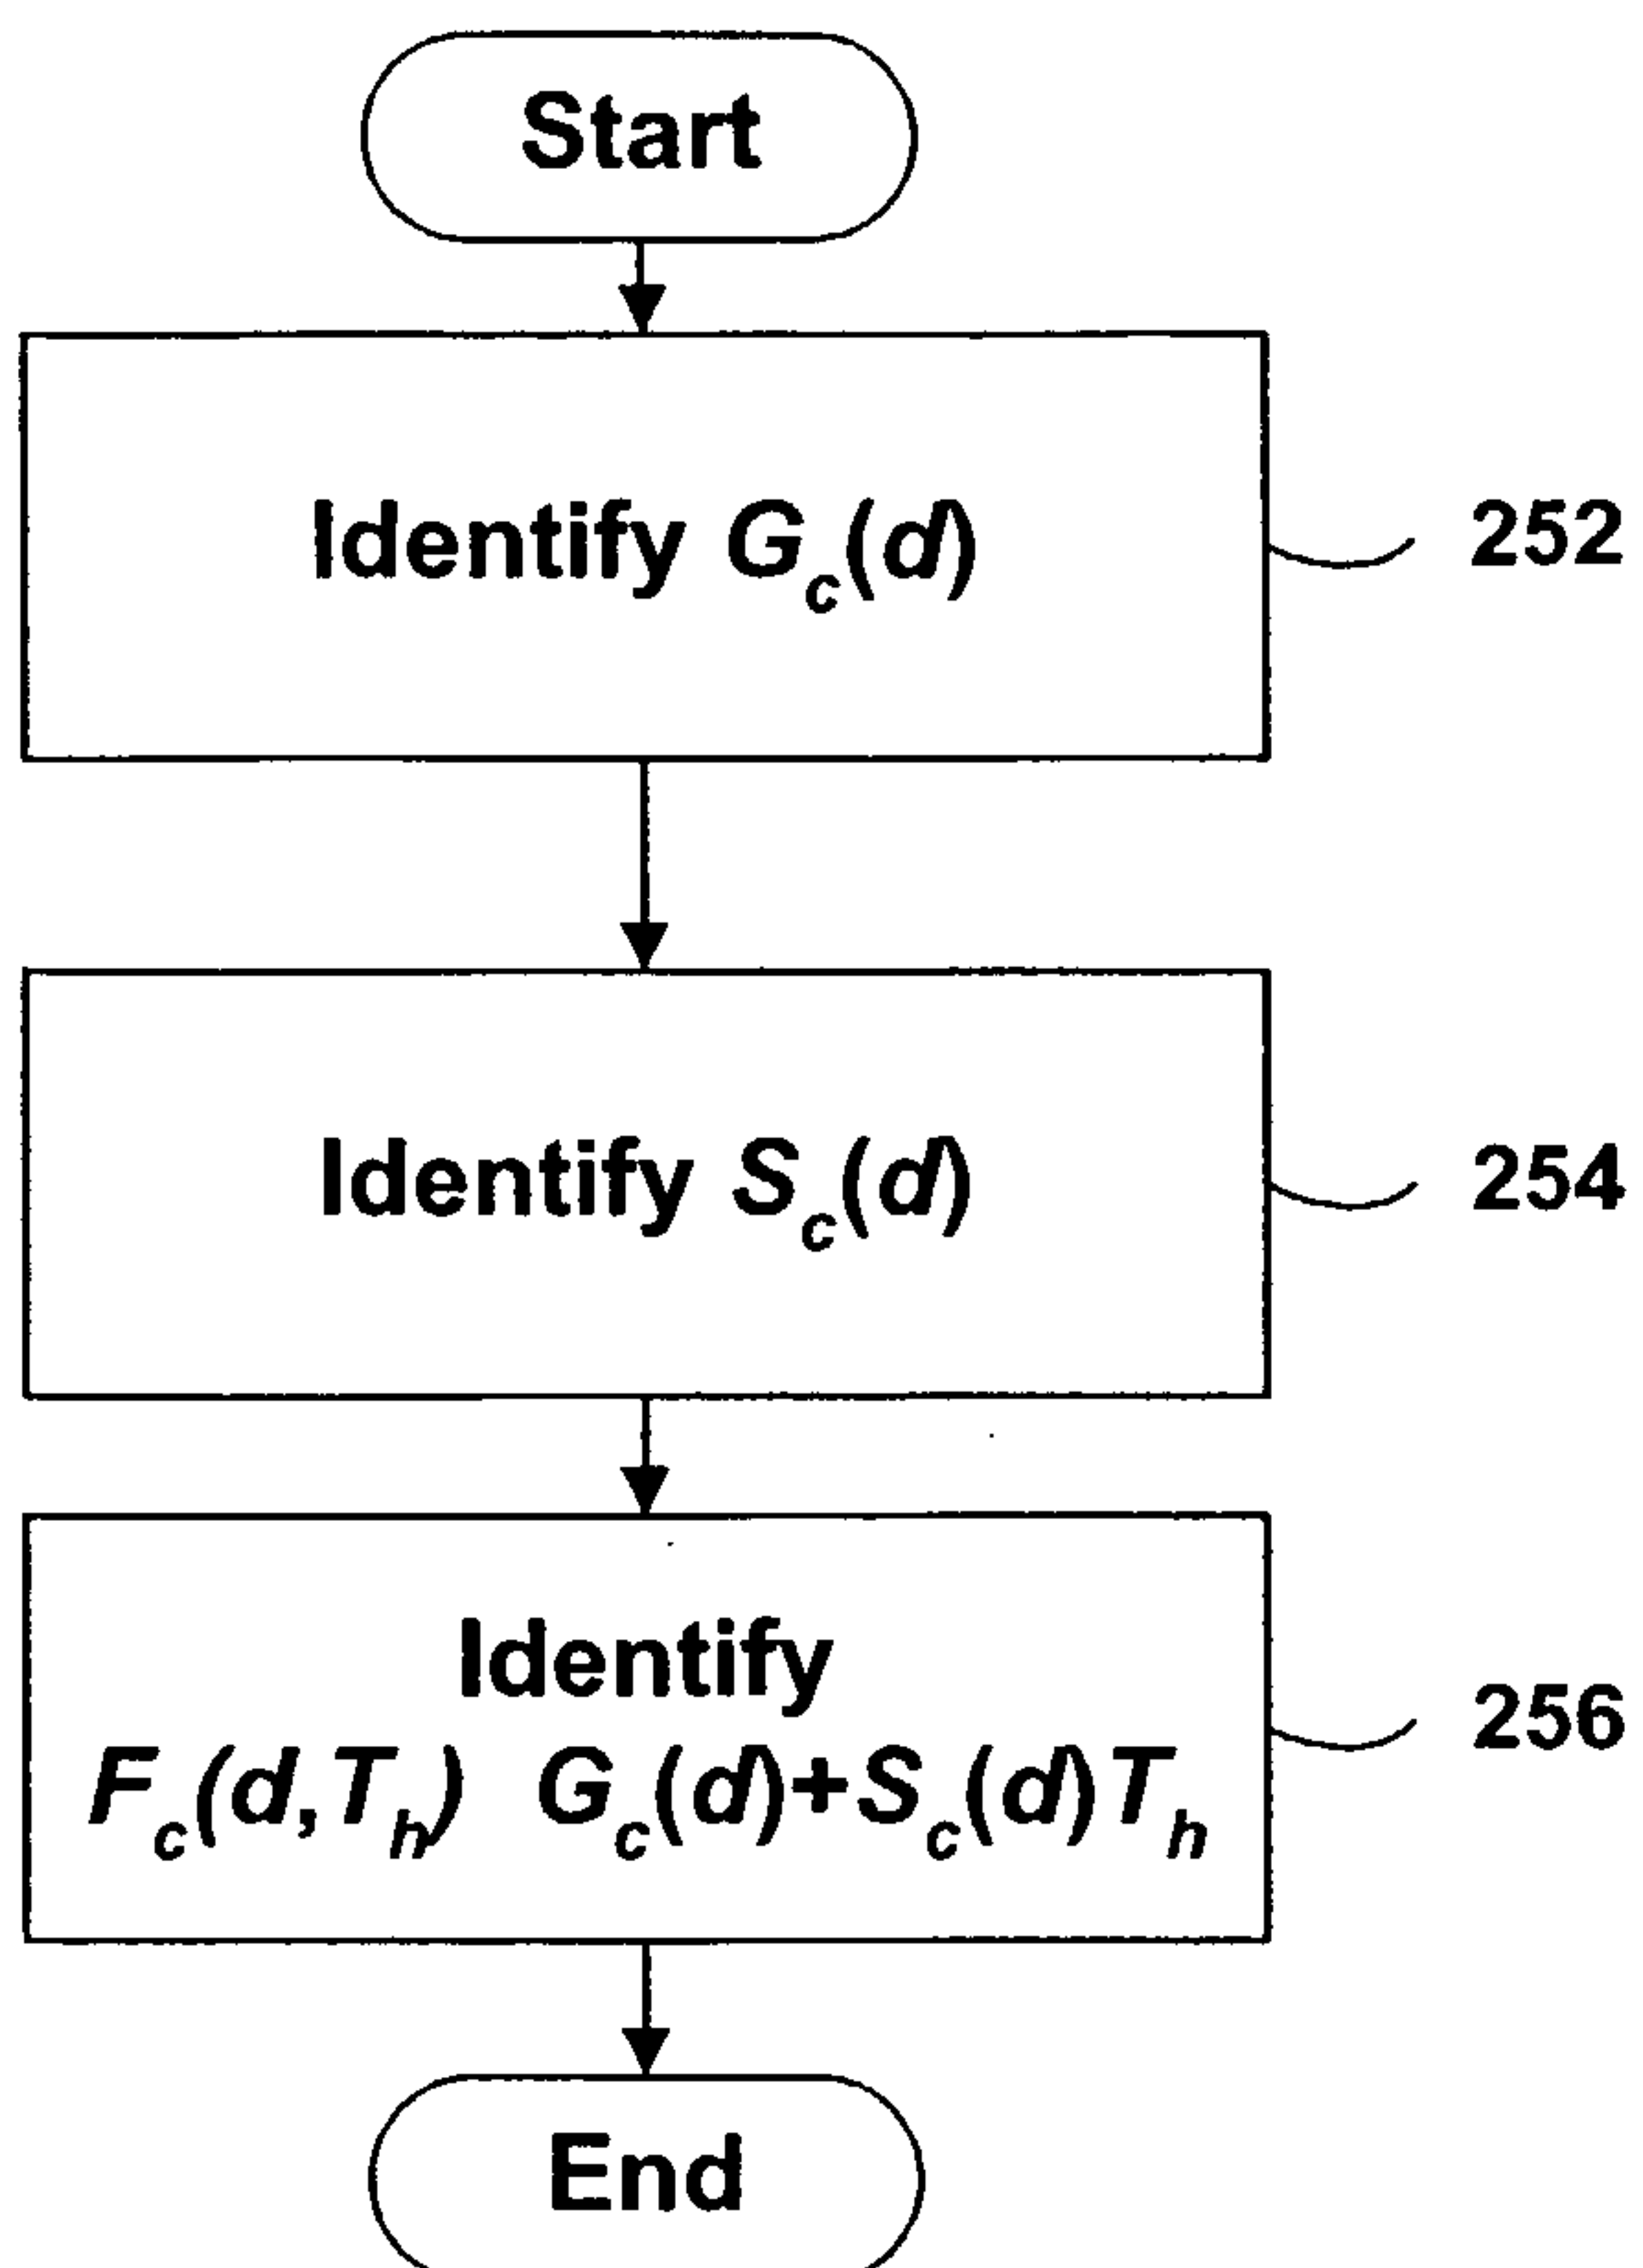 Start
Identify G_c(d)
252
Identify S_c(d)
254
Identify
F_c(d,T_h) G_c(d)+S_c(d)T_h
256
End